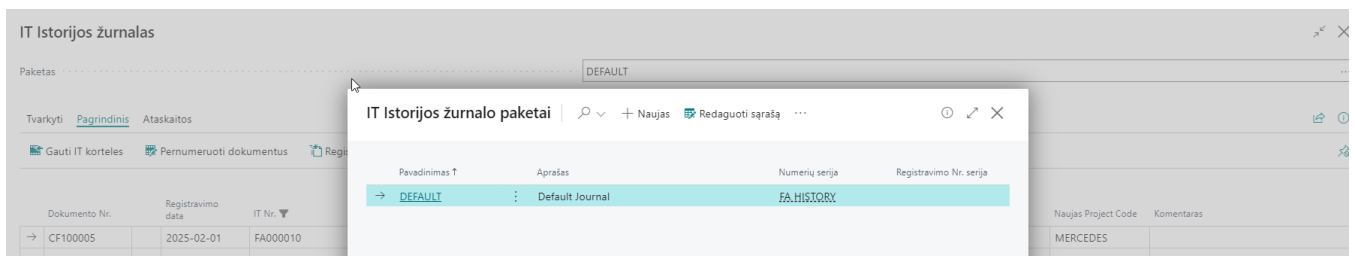 IT Istorijos žurnalas
Paketas DEFAULT
IT Istorijos žurnalo paketai Naujas Redaguoti sąrašą
Tvarkyti Pagrindinis Ataskaitos
Gauti IT korteles Pernumeruoti dokumentus
Pavadinimas ↑ Aprašas Numerių serija Registravimo Nr. serija
DEFAULT Default Journal FA HISTORY
Dokumento Nr. Registravimo data IT Nr. Naujas Project Code Komentaras
CF100005 2025-02-01 FA000010 MERCEDES